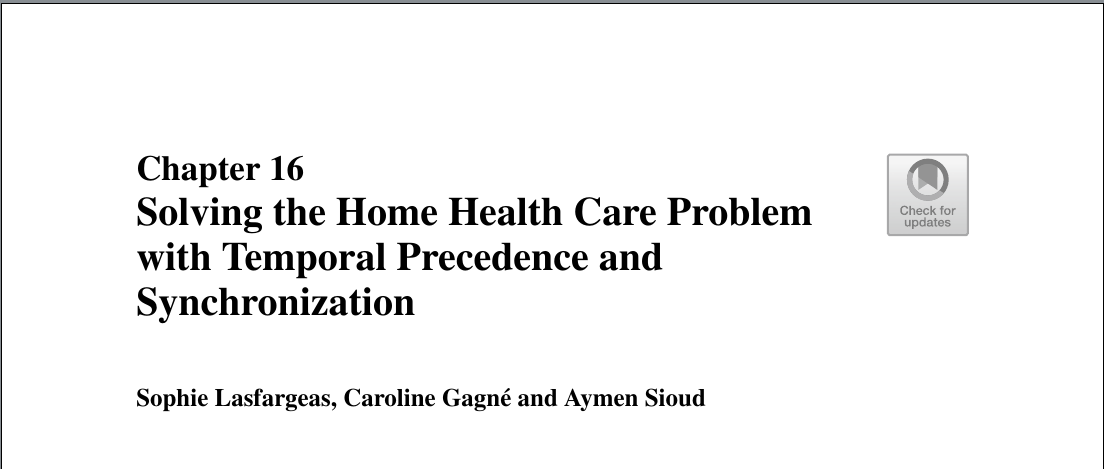 Chapter 16
Solving the Home Health Care Problem
with Temporal Precedence and
Synchronization
Check for
updates
Sophie Lasfargeas, Caroline Gagné and Aymen Sioud